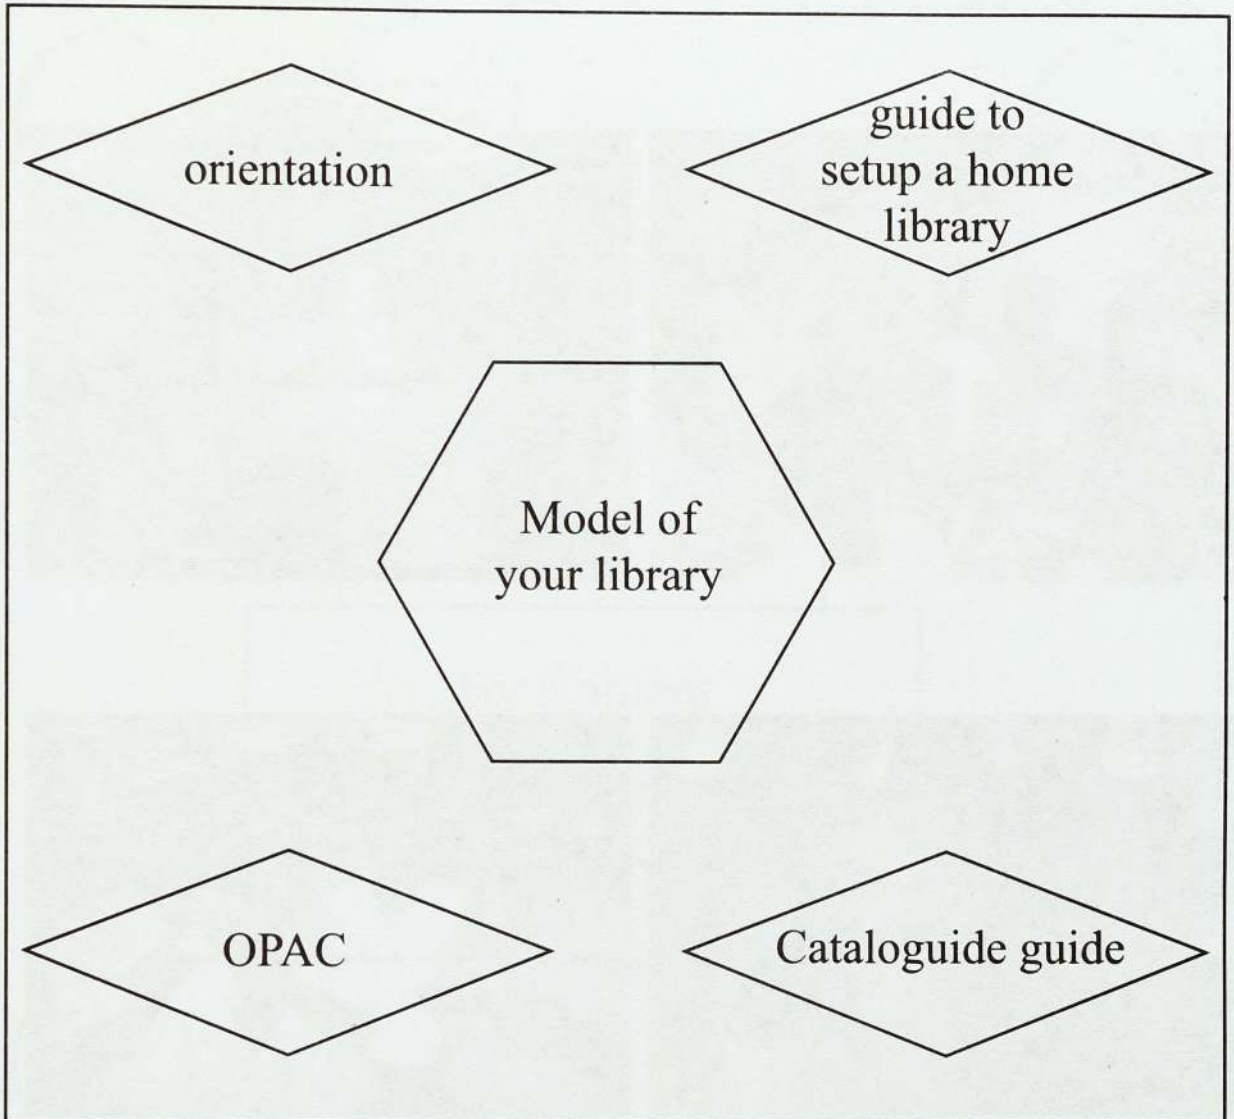 orientation
guide to
setup a home
library
Model of
your library
OPAC
Cataloguide guide